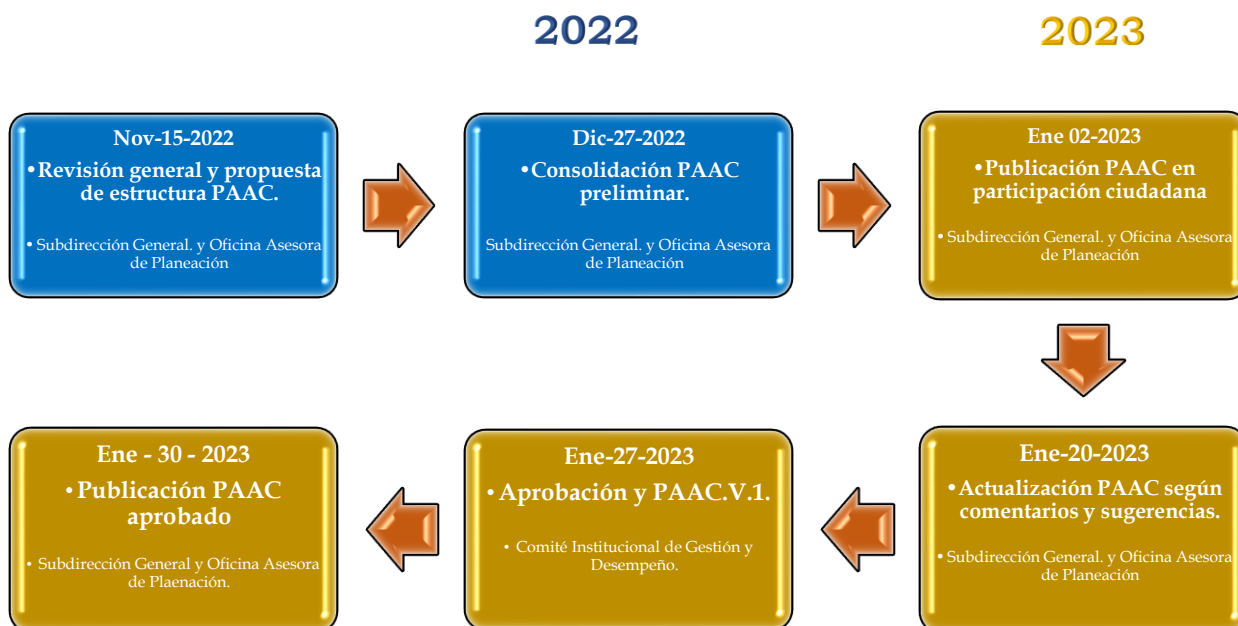 2022
2023
Nov-15-2022
•Revisión general y propuesta
de estructura PAAC.
• Subdirección General. y Oficina Asesora
de Planeación
Dic-27-2022
•Consolidación PAAC
preliminar.
Subdirección General. y Oficina Asesora
de Planeación
Ene 02-2023
•Publicación PAAC en
participación ciudadana
• Subdirección General. y Oficina Asesora
de Planeación
Ene-20-2023
•Actualización PAAC según
comentarios y sugerencias.
• Subdirección General. y Oficina Asesora
de Planeación
Ene-27-2023
• Aprobación y PAAC.V.1.
• Comité Institucional de Gestión y
Desempeño.
Ene - 30 - 2023
• Publicación PAAC
aprobado
• Subdirección General y Oficina Asesora
de Plaenación.